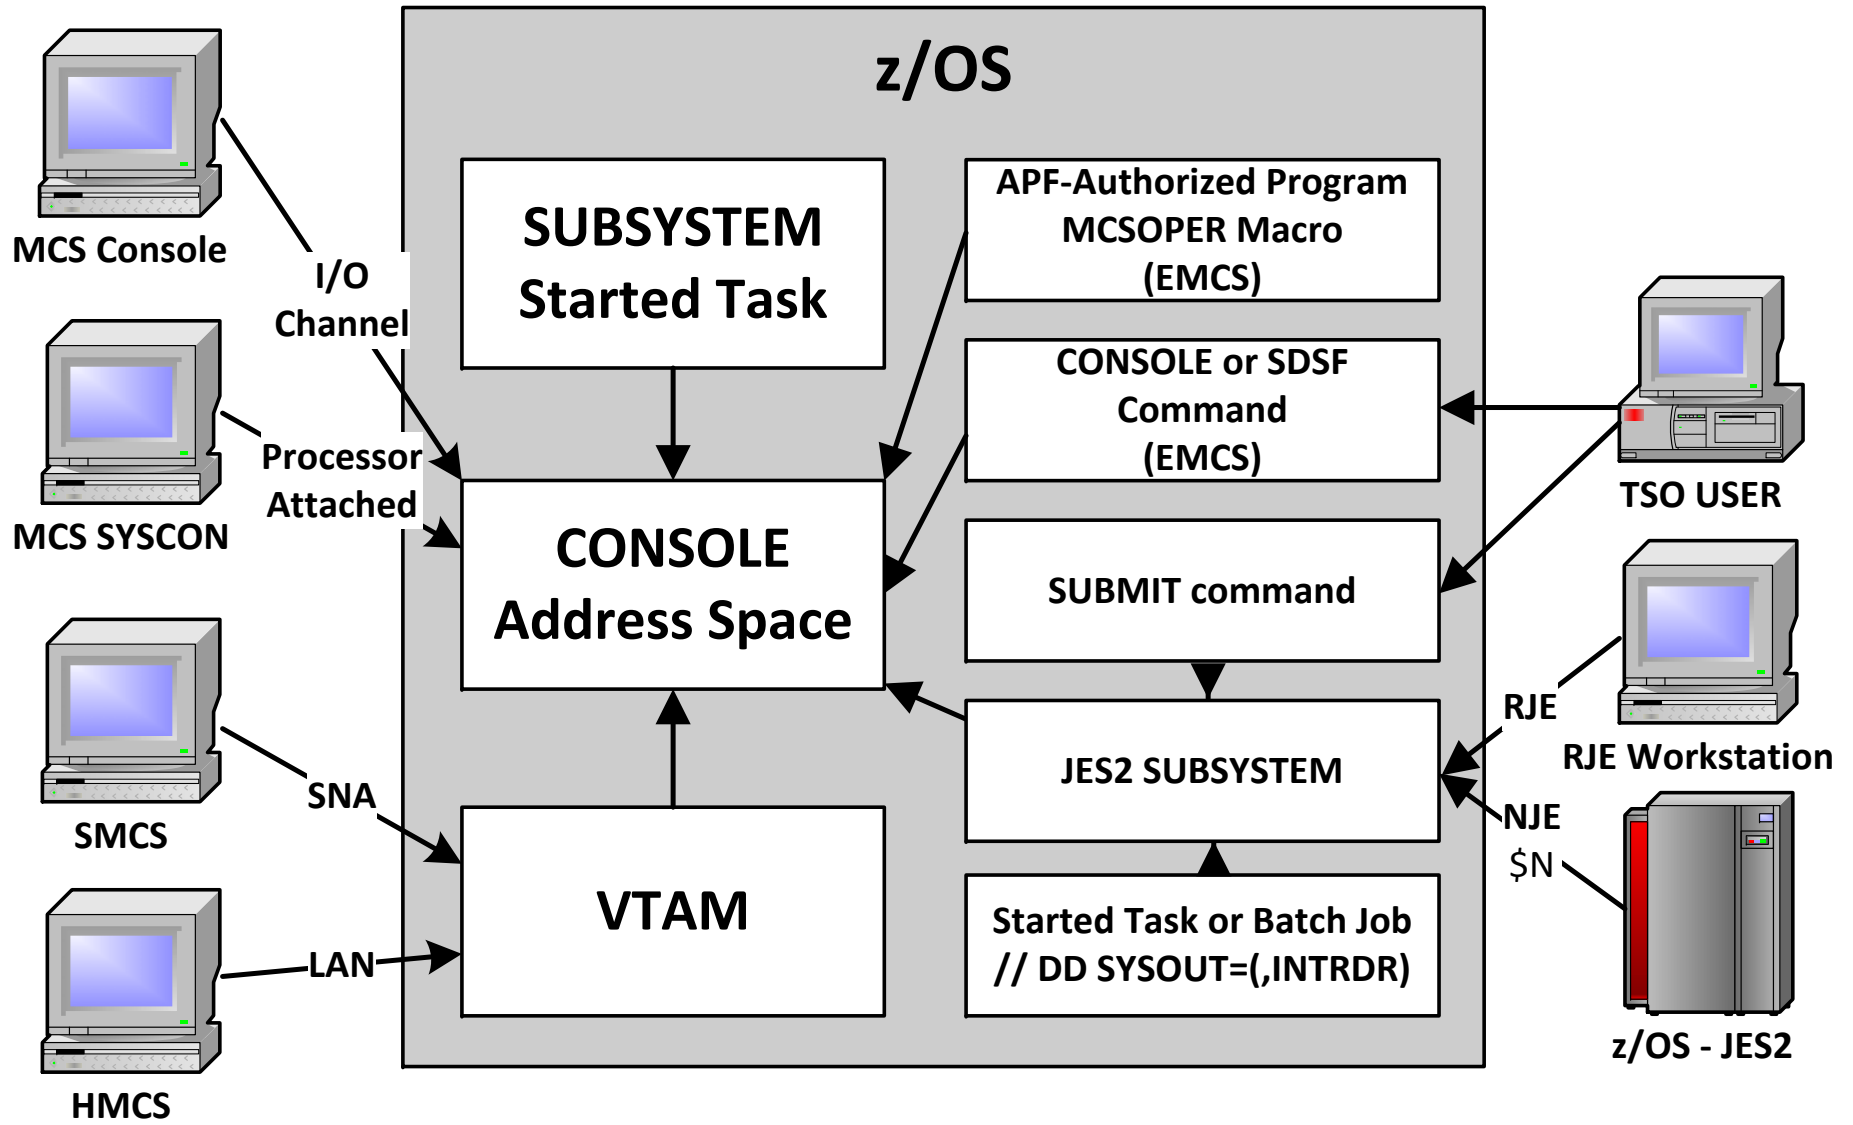 z/OS
MCS Console
I/O
Channel
MCS SYSCON
Processor
Attached
SMCS
SNA
HMCS
LAN
SUBSYSTEM
Started Task
CONSOLE
Address Space
VTAM
APF-Authorized Program
MCSOPER Macro
(EMCS)
CONSOLE or SDSF
Command
(EMCS)
SUBMIT command
JES2 SUBSYSTEM
Started Task or Batch Job
// DD SYSOUT=(,INTRDR)
TSO USER
RJE
RJE Workstation
NJE
$N
z/OS - JES2